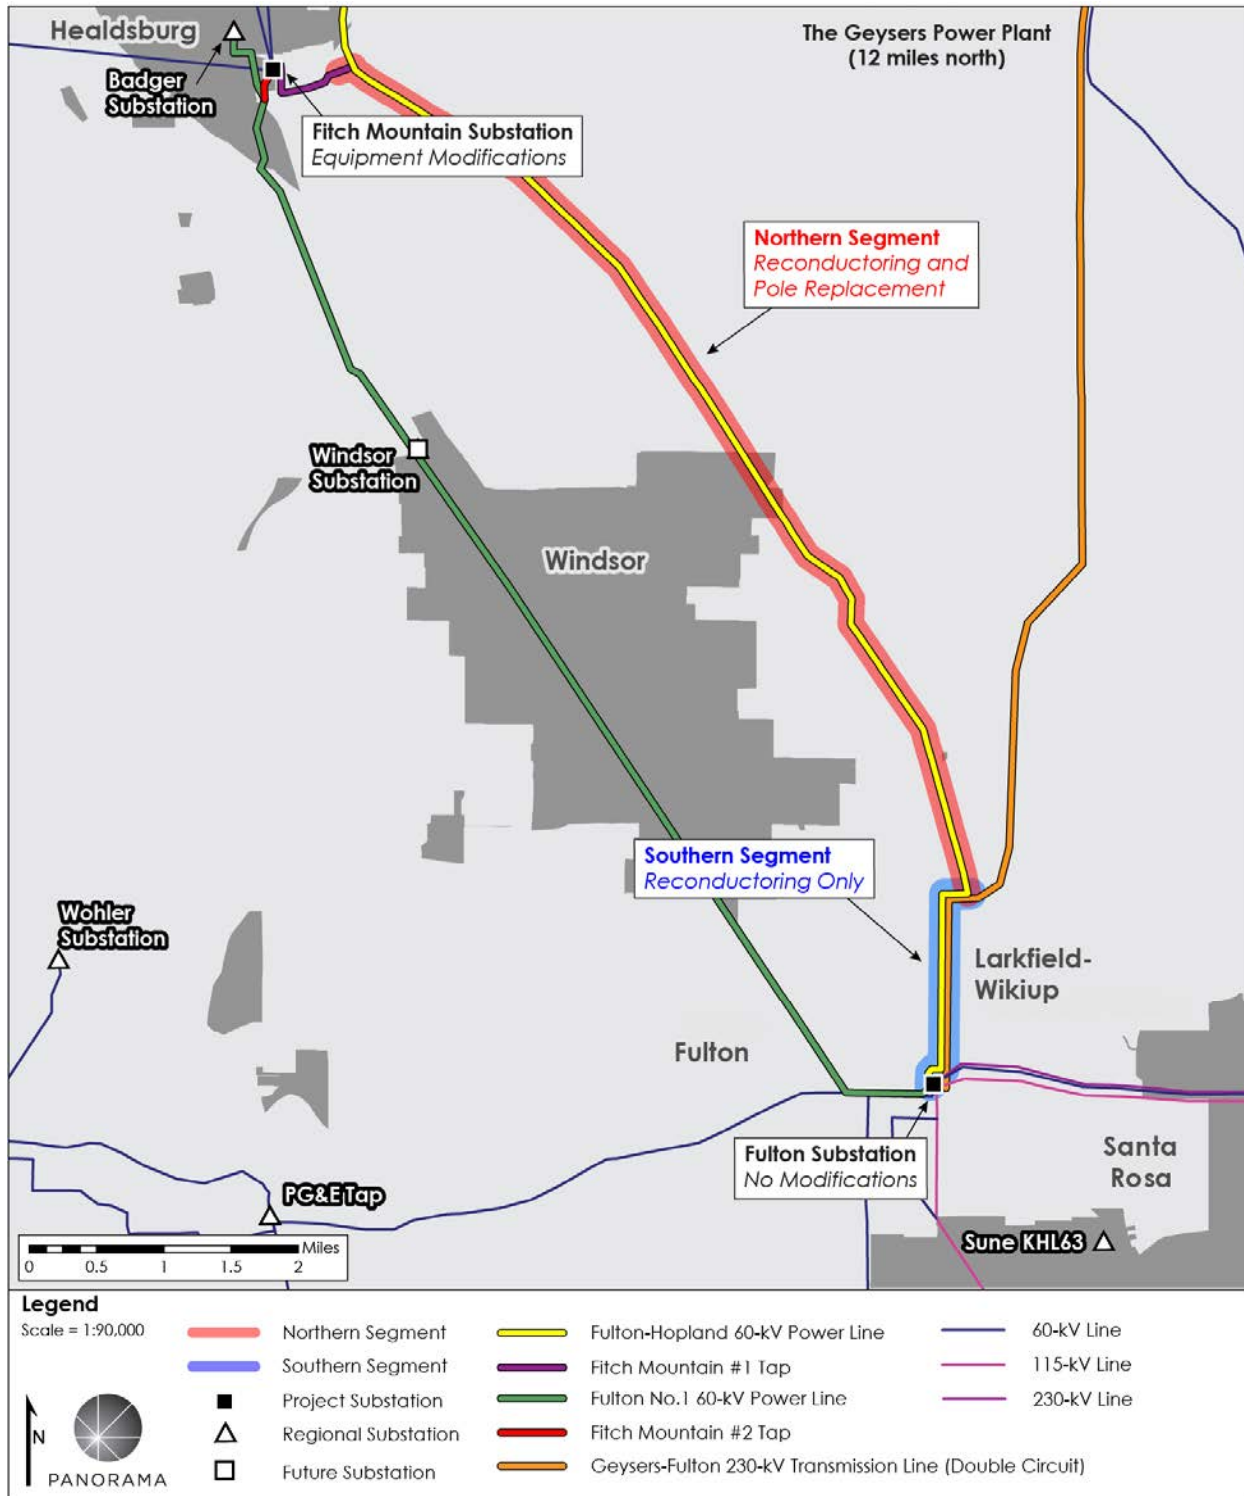 Healdsburg
The Geysers Power Plant
(12 miles north)
Badger
Substation
Fitch Mountain Substation
Equipment Modifications
Northern Segment
Reconductoring and
Pole Replacement
Windsor
Substation
Windsor
Southern Segment
Reconductoring Only
Wohler
Substation
Larkfield-
Wikiup
Fulton
Fulton Substation
No Modifications
Santa
Rosa
PG&E Tap
Sune KHL63
Miles
0 0.5 1 1.5 2
Legend
Scale = 1:90,000
Northern Segment
Southern Segment
Project Substation
Regional Substation
Future Substation
Fulton-Hopland 60-kV Power Line
Fitch Mountain #1 Tap
Fulton No.1 60-kV Power Line
Fitch Mountain #2 Tap
Geysers-Fulton 230-kV Transmission Line (Double Circuit)
60-kV Line
115-kV Line
230-kV Line
N
PANORAMA